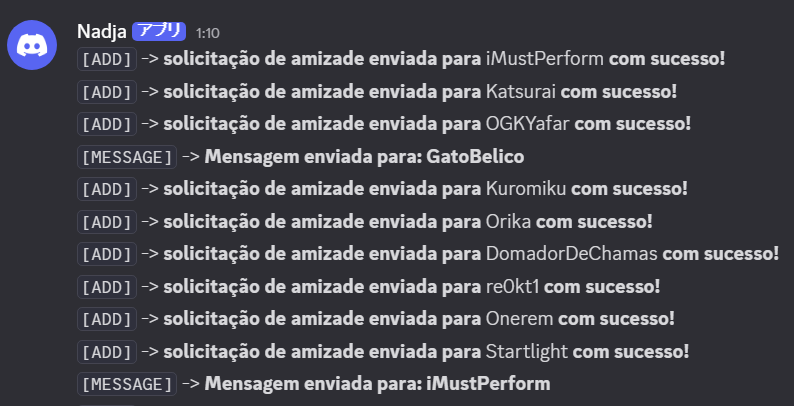 Nadja アプリ 1:10
[ADD] -> solicitação de amizade enviada para iMustPerform com sucesso!
[ADD] -> solicitação de amizade enviada para Katsurai com sucesso!
[ADD] -> solicitação de amizade enviada para OGKYafar com sucesso!
[MESSAGE] -> Mensagem enviada para: GatoBelico
[ADD] -> solicitação de amizade enviada para Kuromiku com sucesso!
[ADD] -> solicitação de amizade enviada para Orika com sucesso!
[ADD] -> solicitação de amizade enviada para DomadorDeChamas com sucesso!
[ADD] -> solicitação de amizade enviada para re0kt1 com sucesso!
[ADD] -> solicitação de amizade enviada para Onerem com sucesso!
[ADD] -> solicitação de amizade enviada para Startlight com sucesso!
[MESSAGE] -> Mensagem enviada para: iMustPerform